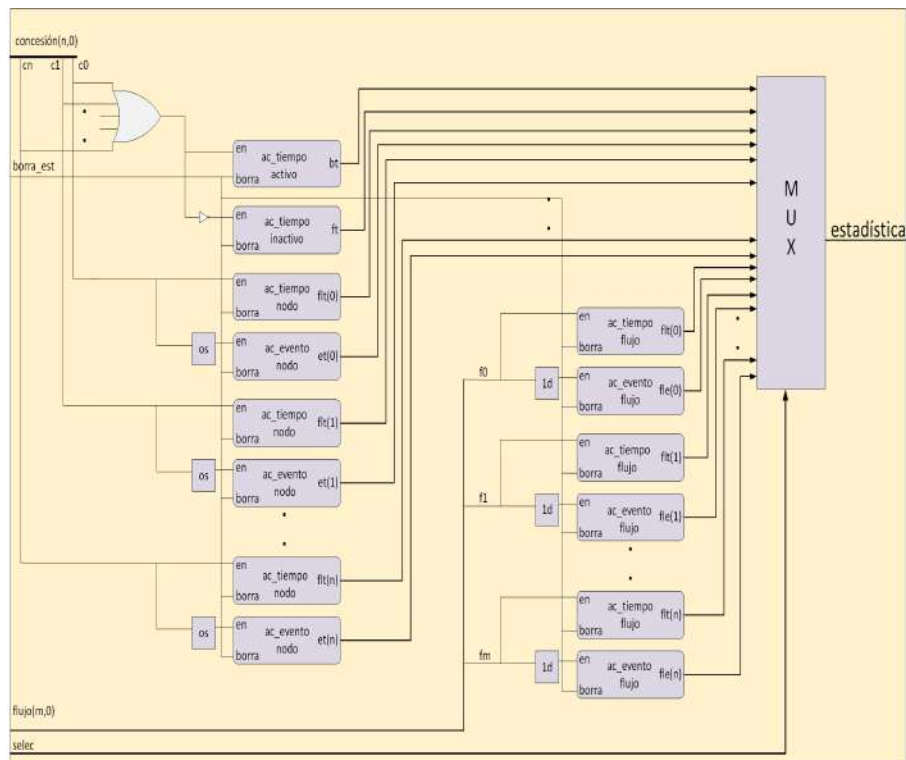 concesión(n,0)
cn c1 c0
borra_est
en ac_tiempo activo bt
borra
en ac_tiempo inactivo ft
borra
en ac_tiempo nodo flt(0)
borra
os
en ac_evento nodo et(0)
borra
en ac_tiempo nodo flt(1)
borra
os
en ac_evento nodo et(1)
borra
en ac_tiempo nodo flt(n)
borra
os
en ac_evento nodo et(n)
borra
f0
en ac_tiempo flujo flt(0)
borra
1d
en ac_evento flujo fle(0)
borra
f1
en ac_tiempo flujo flt(1)
borra
1d
en ac_evento flujo fle(1)
borra
fm
en ac_tiempo flujo flt(n)
borra
1d
en ac_evento flujo fle(n)
borra
M
U
X
estadística
flujo(m,0)
selec